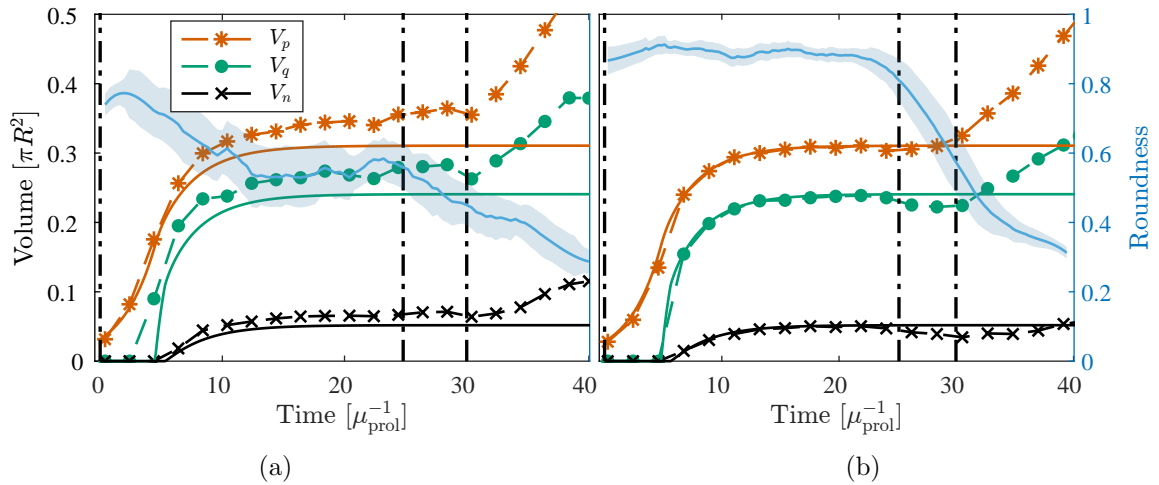 0.5
0.4
0.3
0.2
0.1
0
Volume [πR²]
V_p
V_q
V_n
0 10 20 30 40
Time [μ_prol^-1]
(a)
0 10 20 30 40
Time [μ_prol^-1]
(b)
1
0.8
0.6
0.4
0.2
0
Roundness